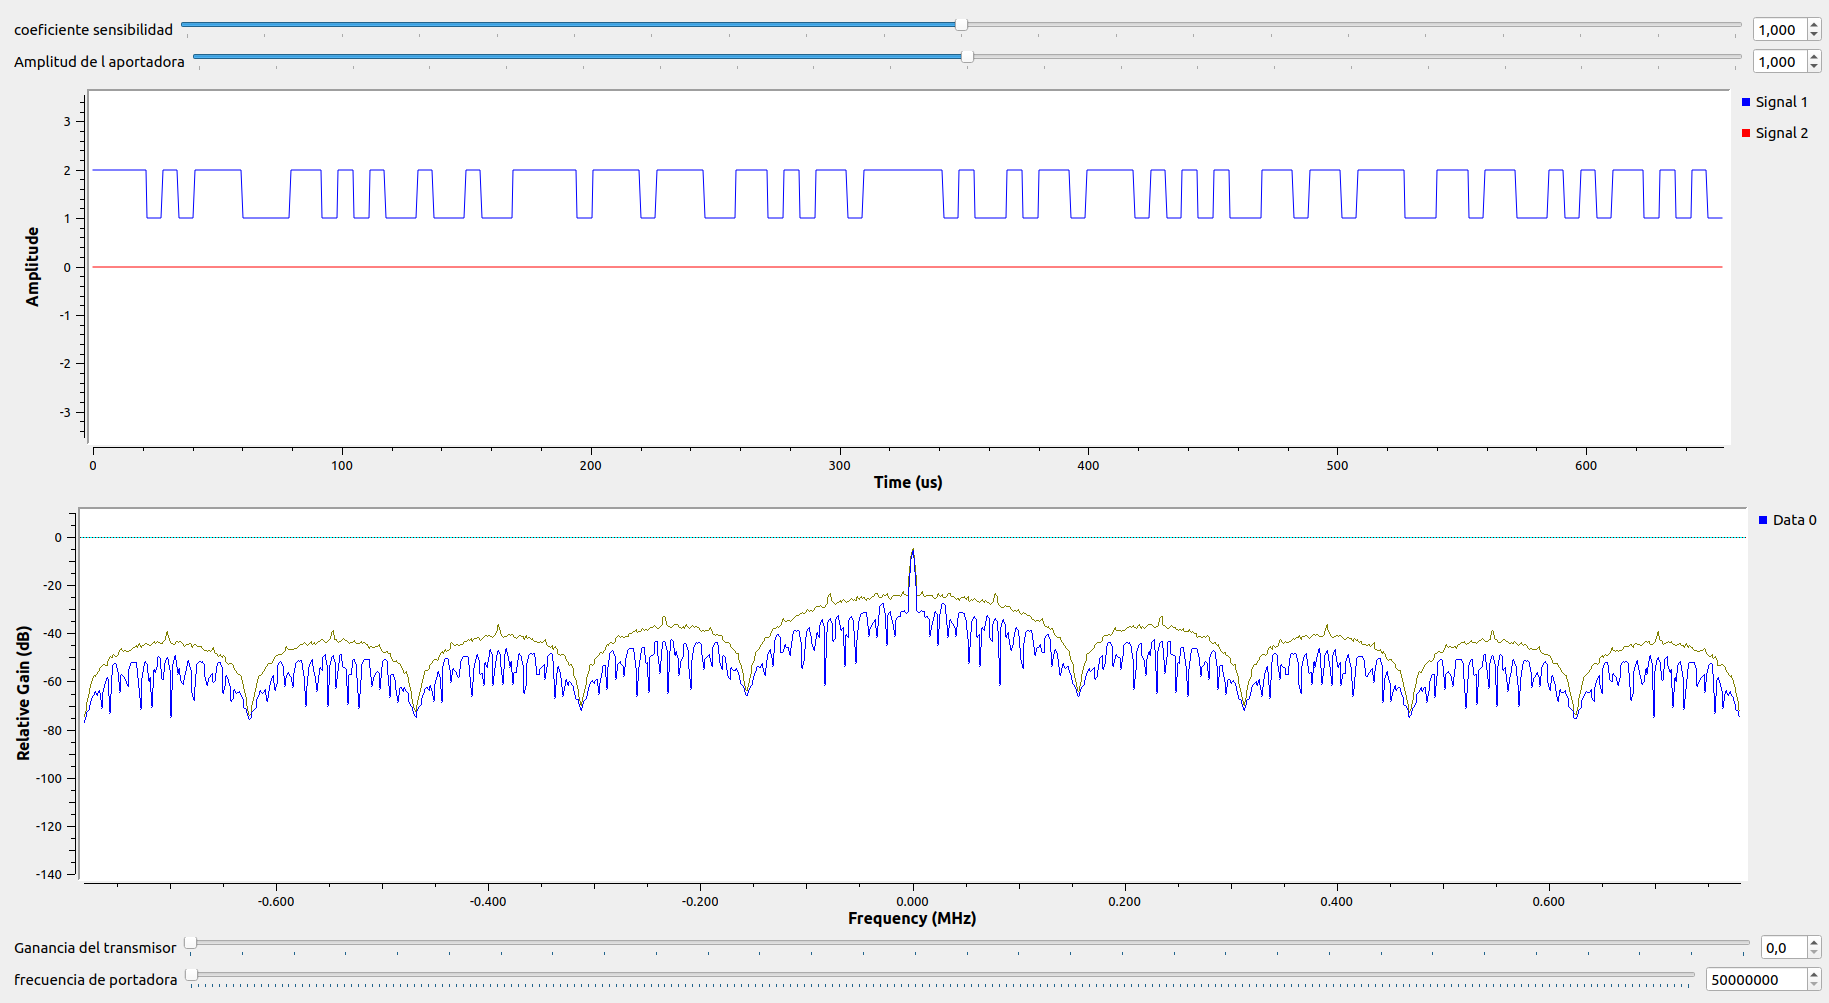 coeficiente sensibilidad 1,000
Amplitud de l aportadora 1,000
Signal 1
Signal 2
3
2
1
0
-1
-2
-3
Amplitude
0 100 200 300 400 500 600
Time (us)
Data 0
0
-20
-40
-60
-80
-100
-120
-140
Relative Gain (dB)
-0.600 -0.400 -0.200 0.000 0.200 0.400 0.600
Frequency (MHz)
Ganancia del transmisor 0,0
frecuencia de portadora 50000000